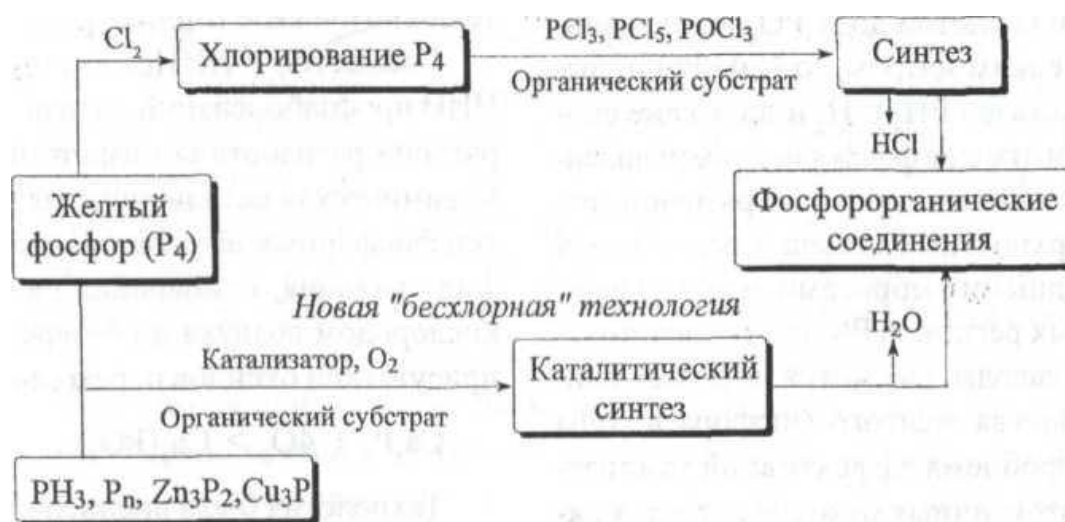 Cl₂
Хлорирование P₄
PCl₃, PCl₅, POCl₃
Органический субстрат
Синтез
HCl
Желтый
фосфор (P₄)
Фосфорорганические
соединения
Новая "бесхлорная" технология
H₂O
Катализатор, O₂
Органический субстрат
Каталитический
синтез
PH₃, Pₙ, Zn₃P₂,Cu₃P